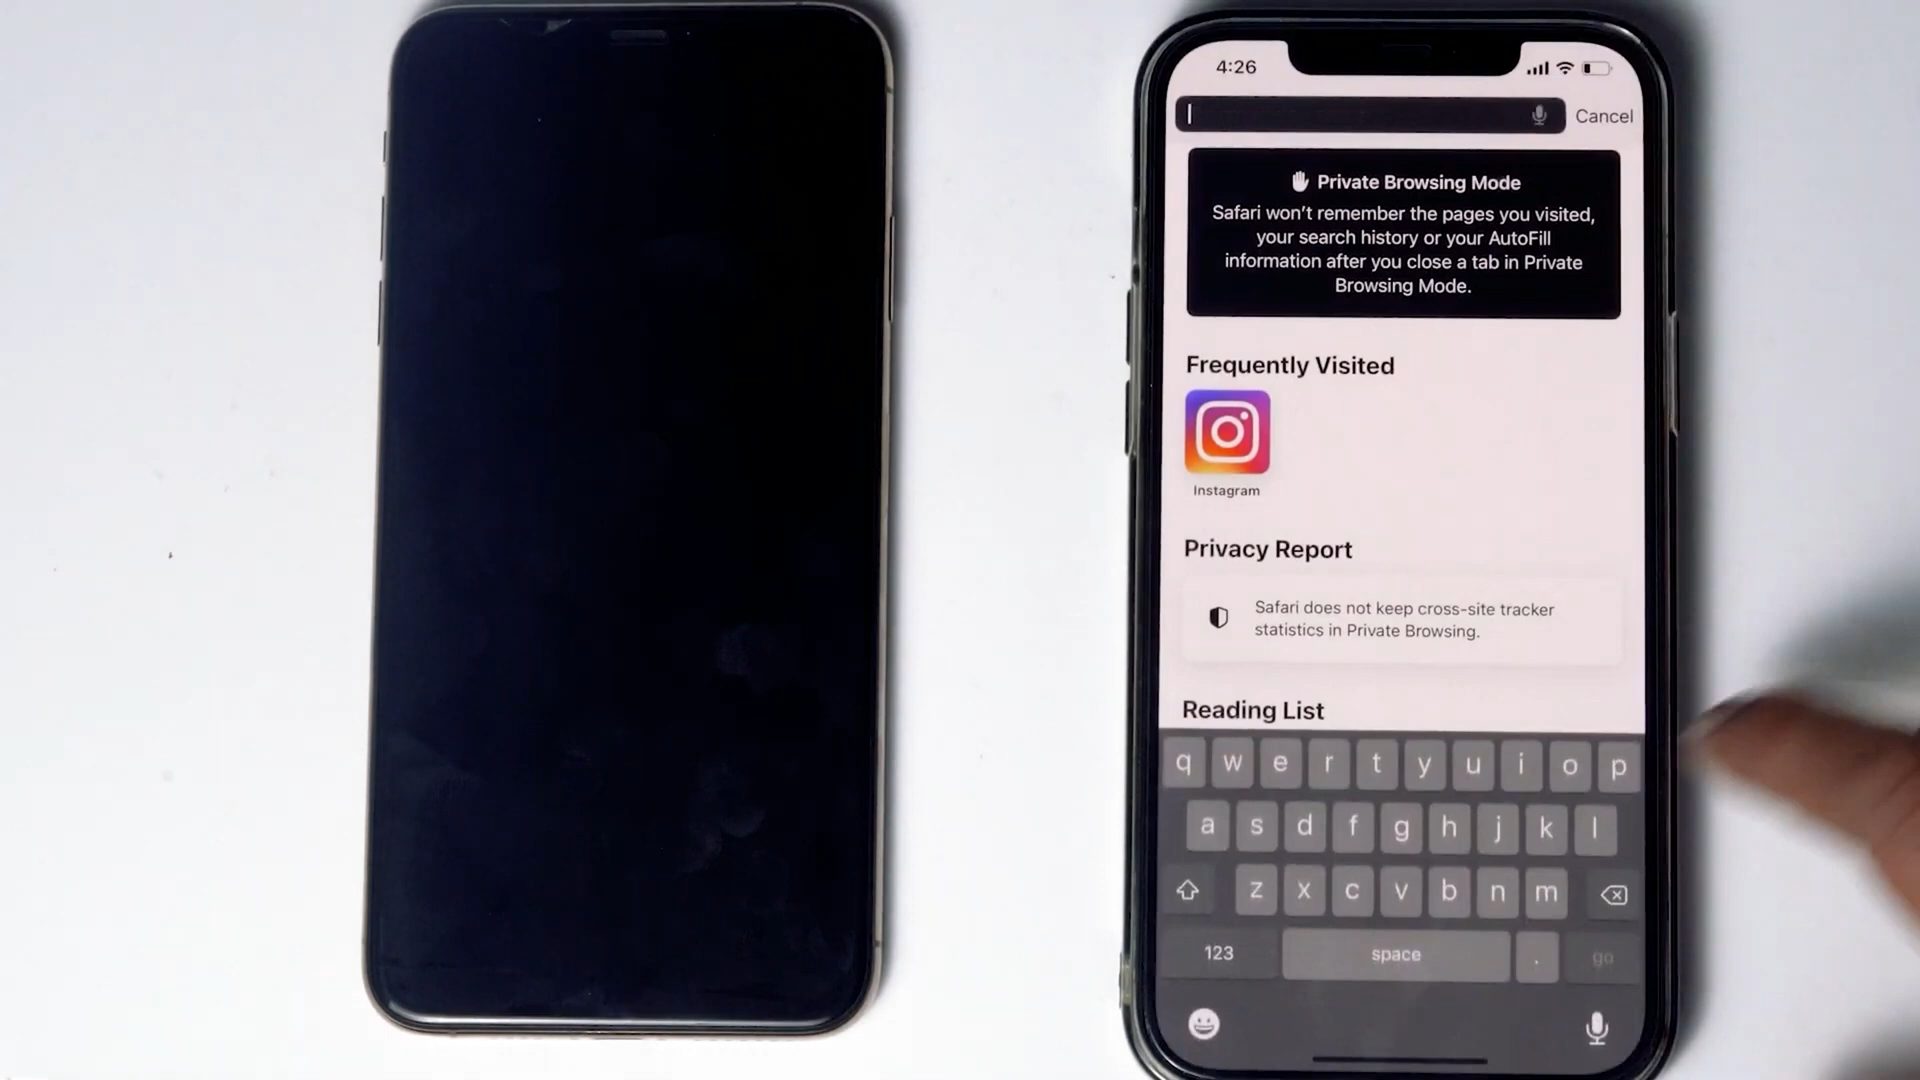 4:26
Cancel
Private Browsing Mode
Safari won't remember the pages you visited,
your search history or your AutoFill
information after you close a tab in Private
Browsing Mode.
Frequently Visited
Instagram
Privacy Report
Safari does not keep cross-site tracker
statistics in Private Browsing.
Reading List
q w e r t y u i o p
a s d f g h j k l
z x c v b n m
123 space . go